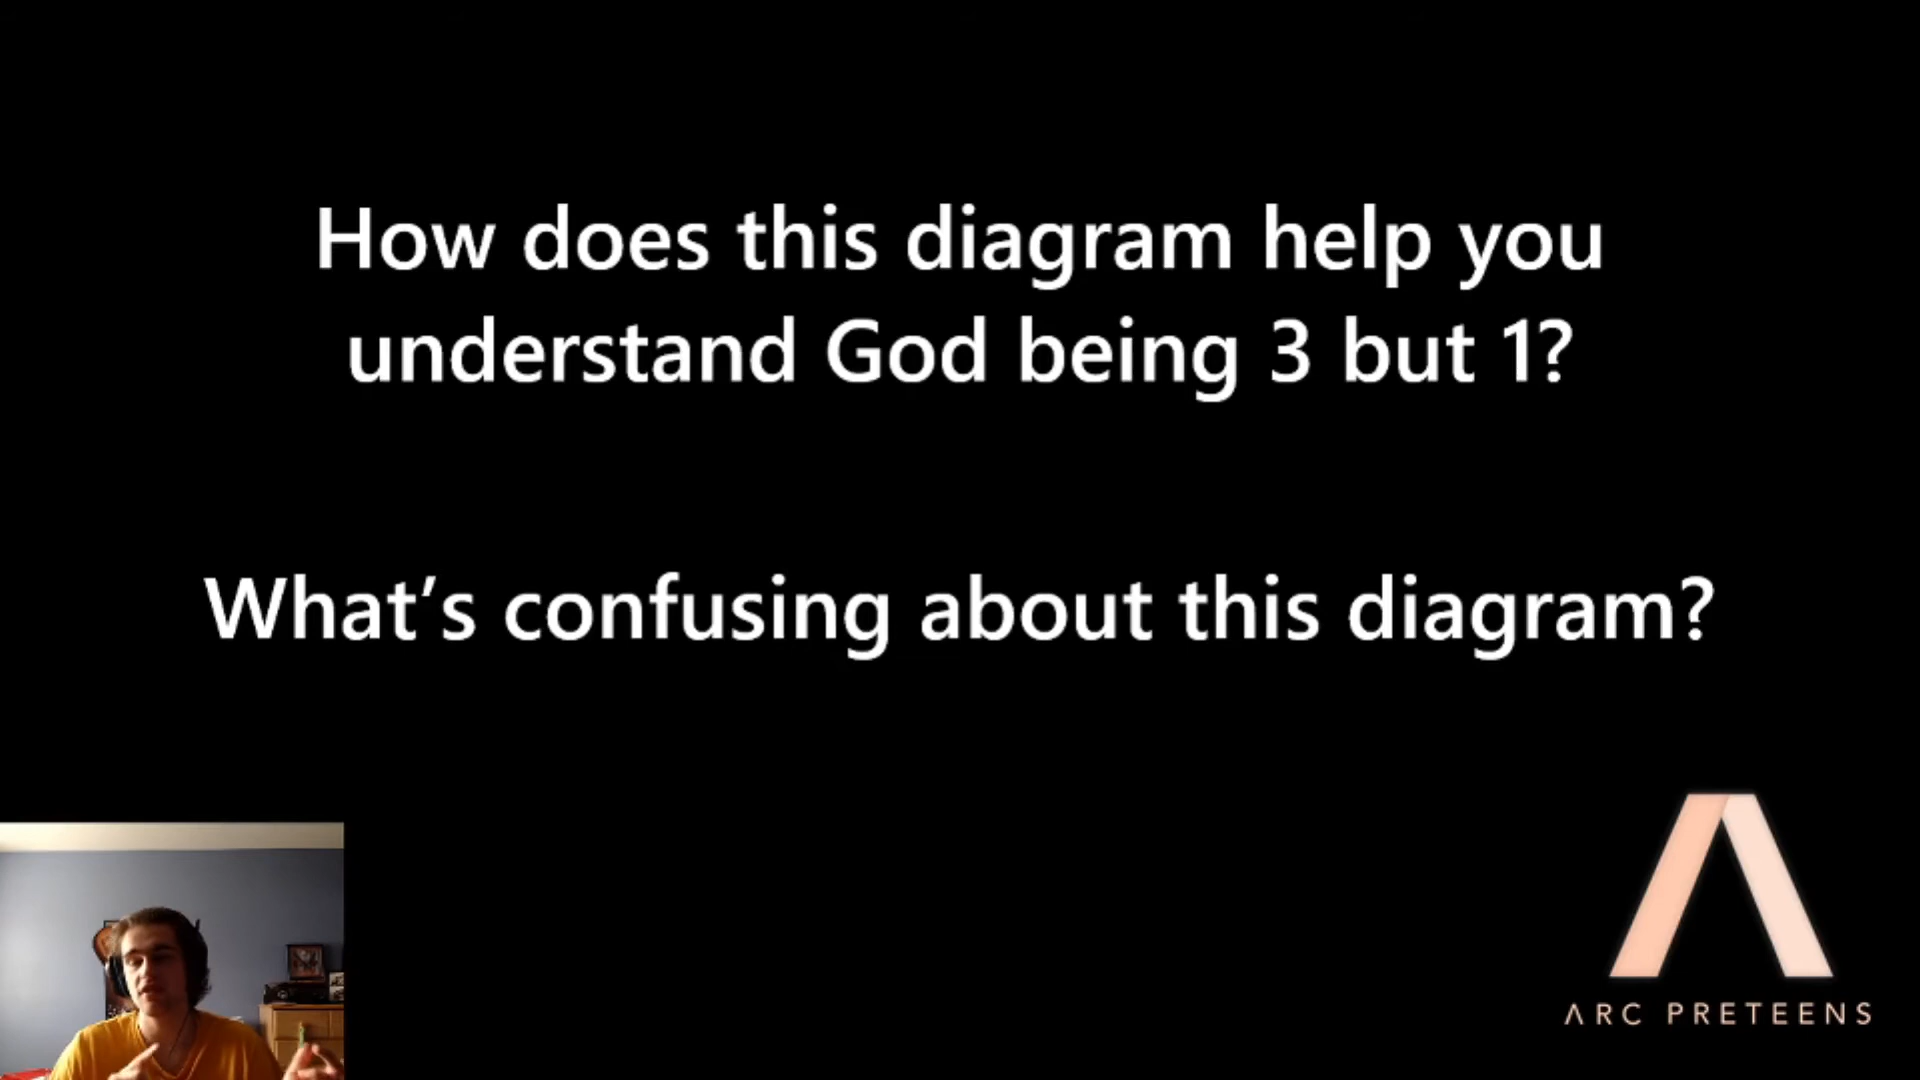 How does this diagram help you
understand God being 3 but 1?
What’s confusing about this diagram?
ARC PRETEENS